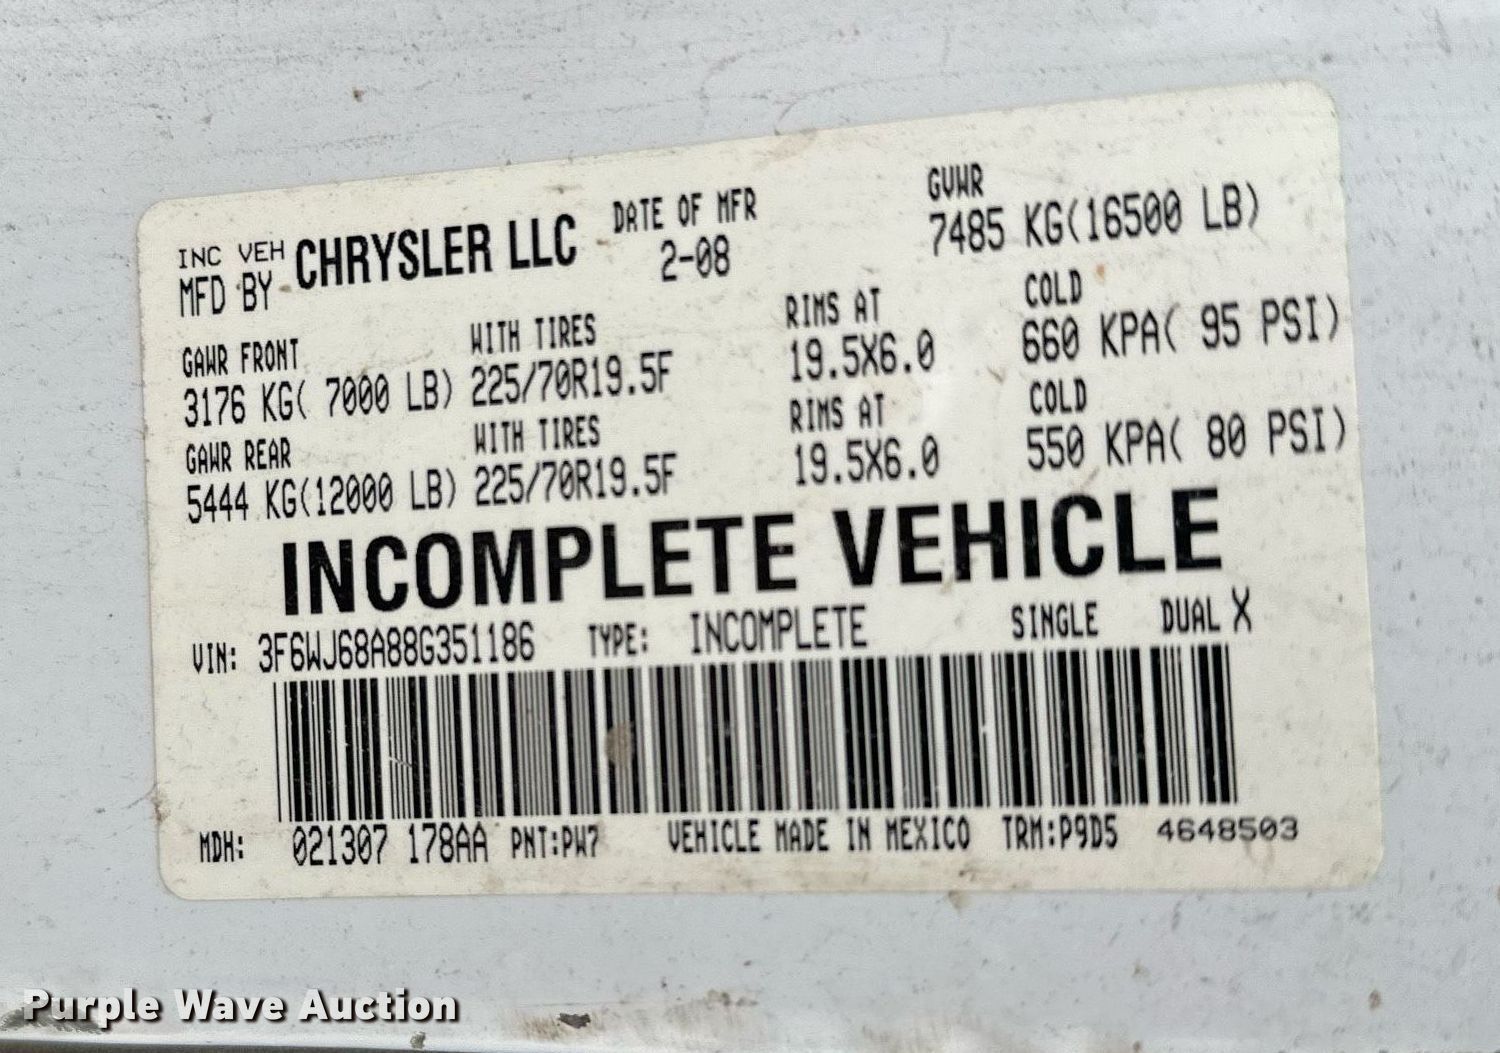 INC VEH
MFD BY CHRYSLER LLC
DATE OF MFR
2-08
GVWR
7485 KG(16500 LB)
GAWR FRONT WITH TIRES RIMS AT COLD
3176 KG( 7000 LB) 225/70R19.5F 19.5X6.0 660 KPA( 95 PSI)
GAWR REAR WITH TIRES RIMS AT COLD
5444 KG(12000 LB) 225/70R19.5F 19.5X6.0 550 KPA( 80 PSI)
INCOMPLETE VEHICLE
VIN: 3F6WJ68A88G351186 TYPE: INCOMPLETE SINGLE DUAL X
MDH: 021307 178AA PNT:PW7 VEHICLE MADE IN MEXICO TRM:P9D5 4648503
Purple Wave Auction